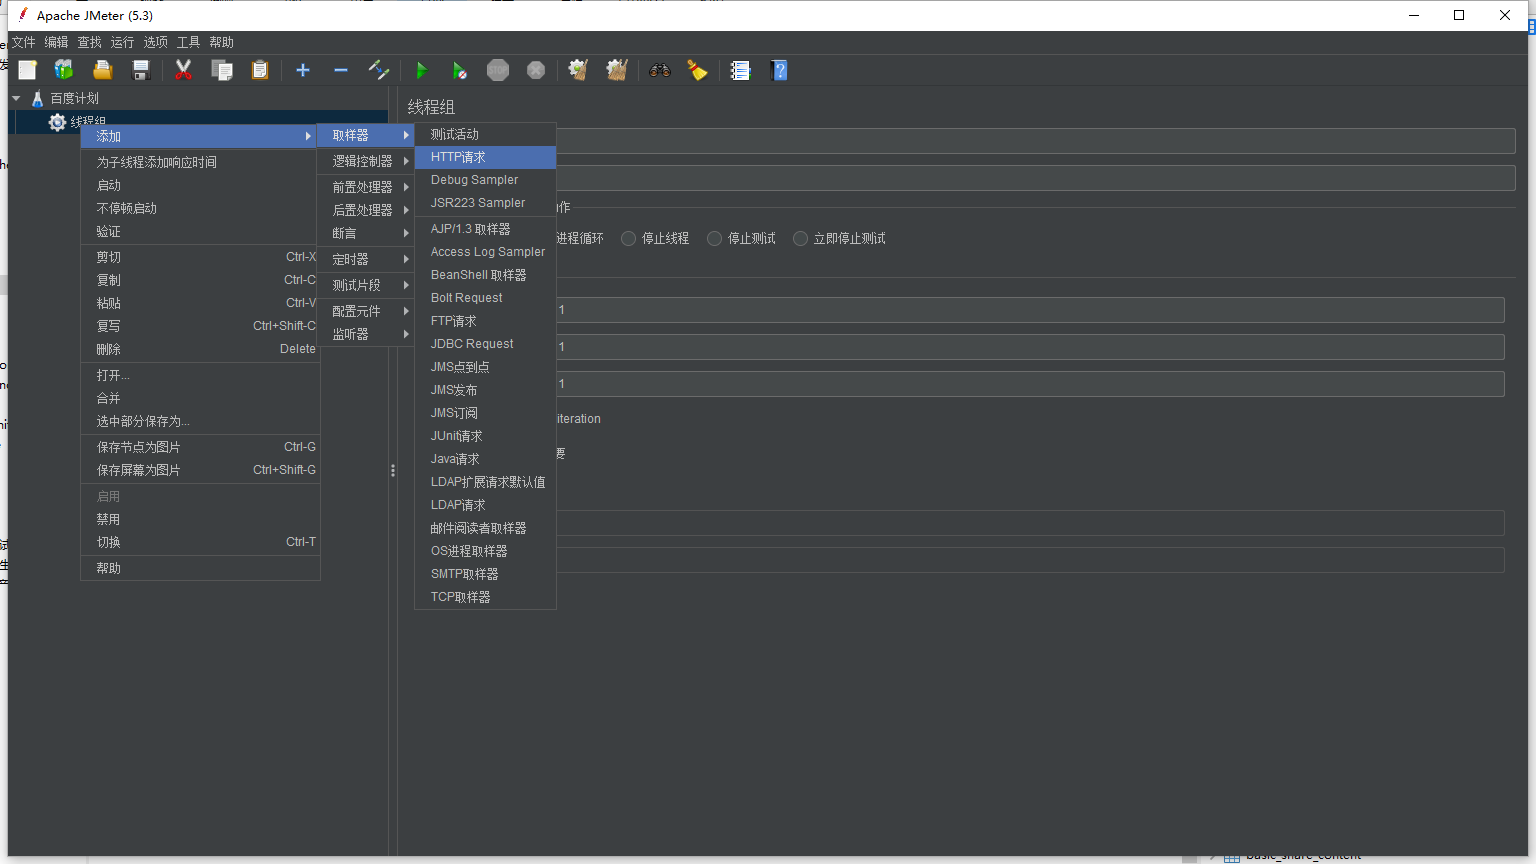 Apache JMeter (5.3)
文件 编辑 查找 运行 选项 工具 帮助
百度计划
线程组
线程组
添加
为子线程添加响应时间
启动
不停顿启动
验证
剪切 Ctrl-X
复制 Ctrl-C
粘贴 Ctrl-V
复写 Ctrl+Shift-C
删除 Delete
打开...
合并
选中部分保存为...
保存节点为图片 Ctrl-G
保存屏幕为图片 Ctrl+Shift-G
启用
禁用
切换 Ctrl-T
帮助
取样器
逻辑控制器
前置处理器
后置处理器
断言
定时器
测试片段
配置元件
监听器
测试活动
HTTP请求
Debug Sampler
JSR223 Sampler
AJP/1.3 取样器
Access Log Sampler
BeanShell 取样器
Bolt Request
FTP请求
JDBC Request
JMS点到点
JMS发布
JMS订阅
JUnit请求
Java请求
LDAP扩展请求默认值
LDAP请求
邮件阅读者取样器
OS进程取样器
SMTP取样器
TCP取样器
作
进程循环 停止线程 停止测试 立即停止测试
1
1
1
iteration
要
basic_share_content